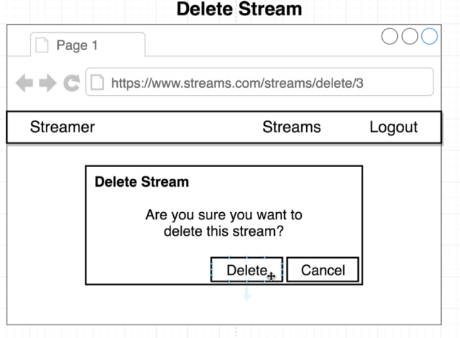 Delete Stream
Page 1
https://www.streams.com/streams/delete/3
Streamer Streams Logout
Delete Stream
Are you sure you want to
delete this stream?
Delete Cancel